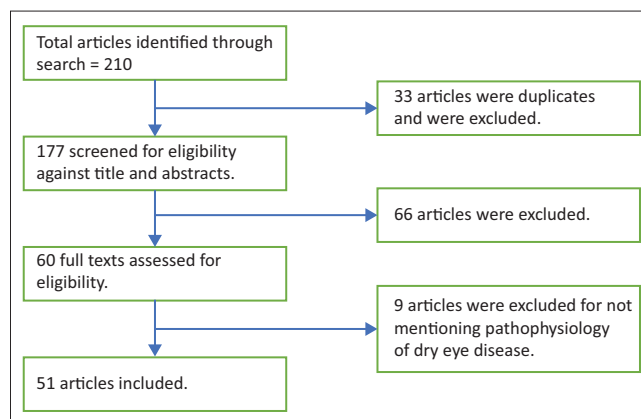 Total articles identified through
search = 210
33 articles were duplicates
and were excluded.
177 screened for eligibility
against title and abstracts.
66 articles were excluded.
60 full texts assessed for
eligibility.
9 articles were excluded for not
mentioning pathophysiology
of dry eye disease.
51 articles included.